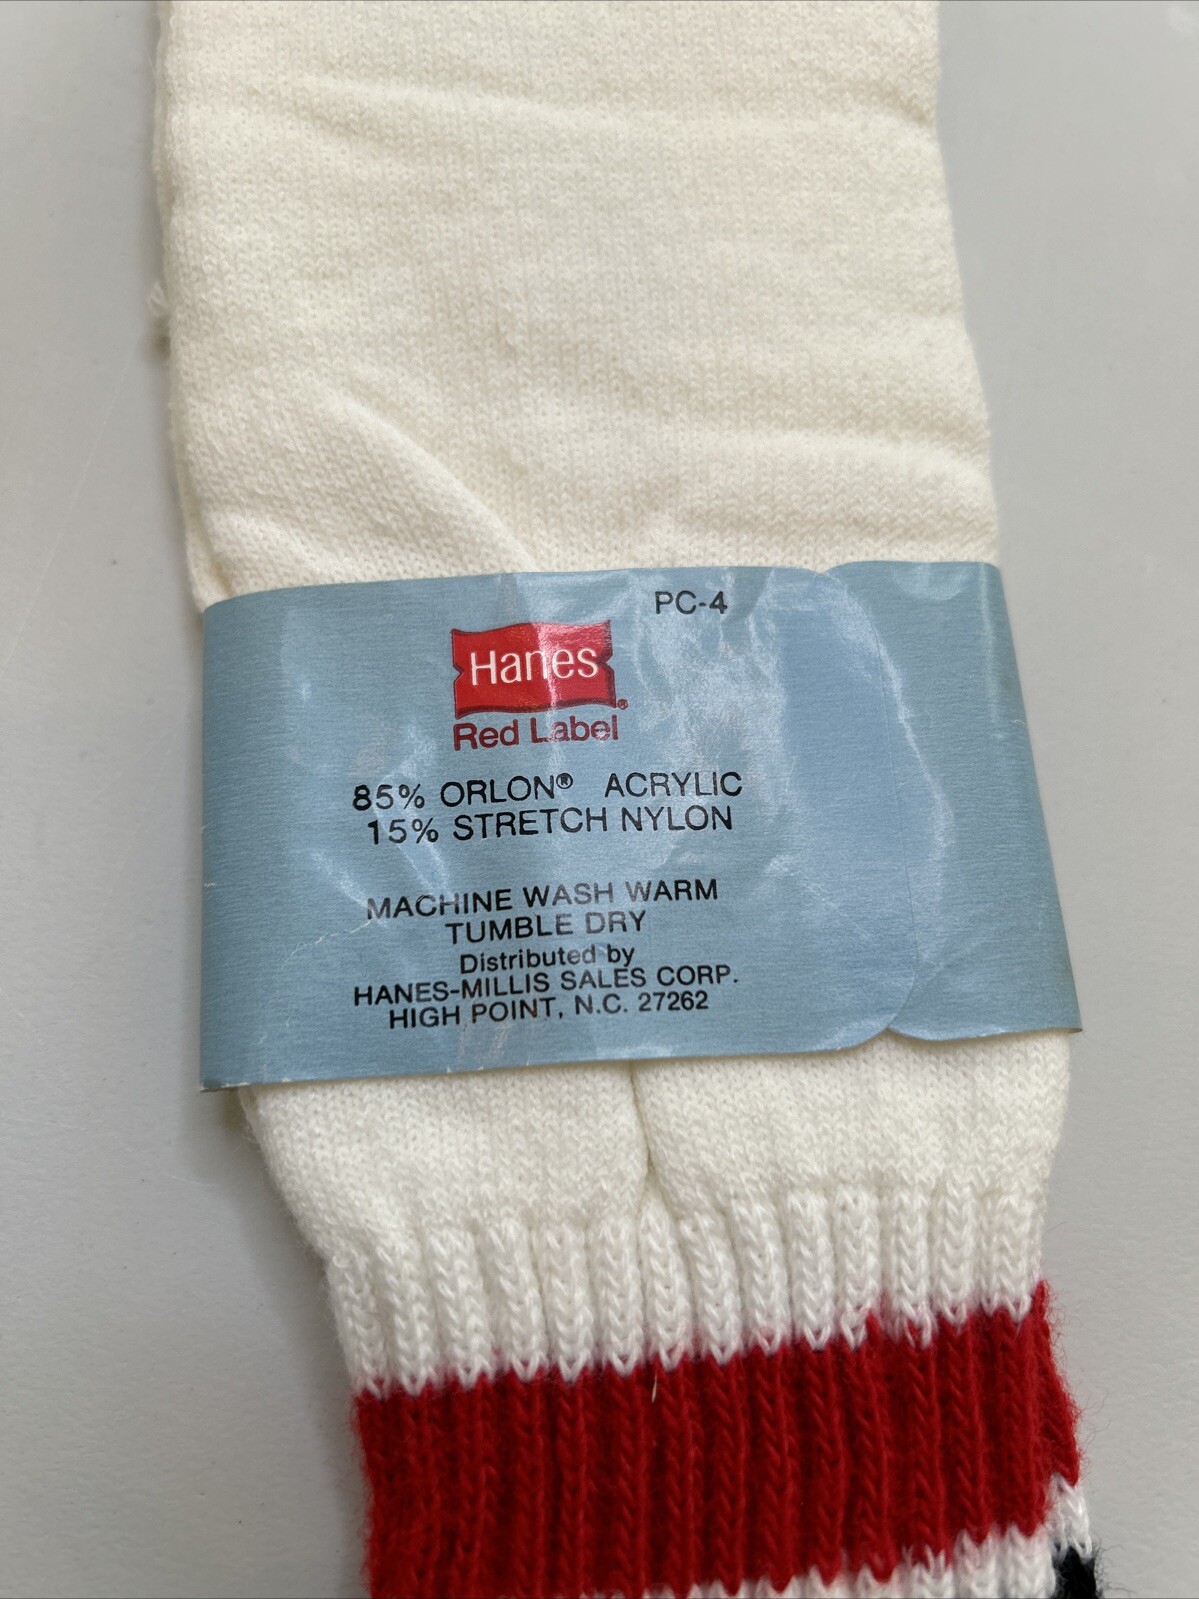 PC-4
Hanes®
Red Label
85% ORLON® ACRYLIC
15% STRETCH NYLON
MACHINE WASH WARM
TUMBLE DRY
Distributed by
HANES-MILLIS SALES CORP.
HIGH POINT, N.C. 27262